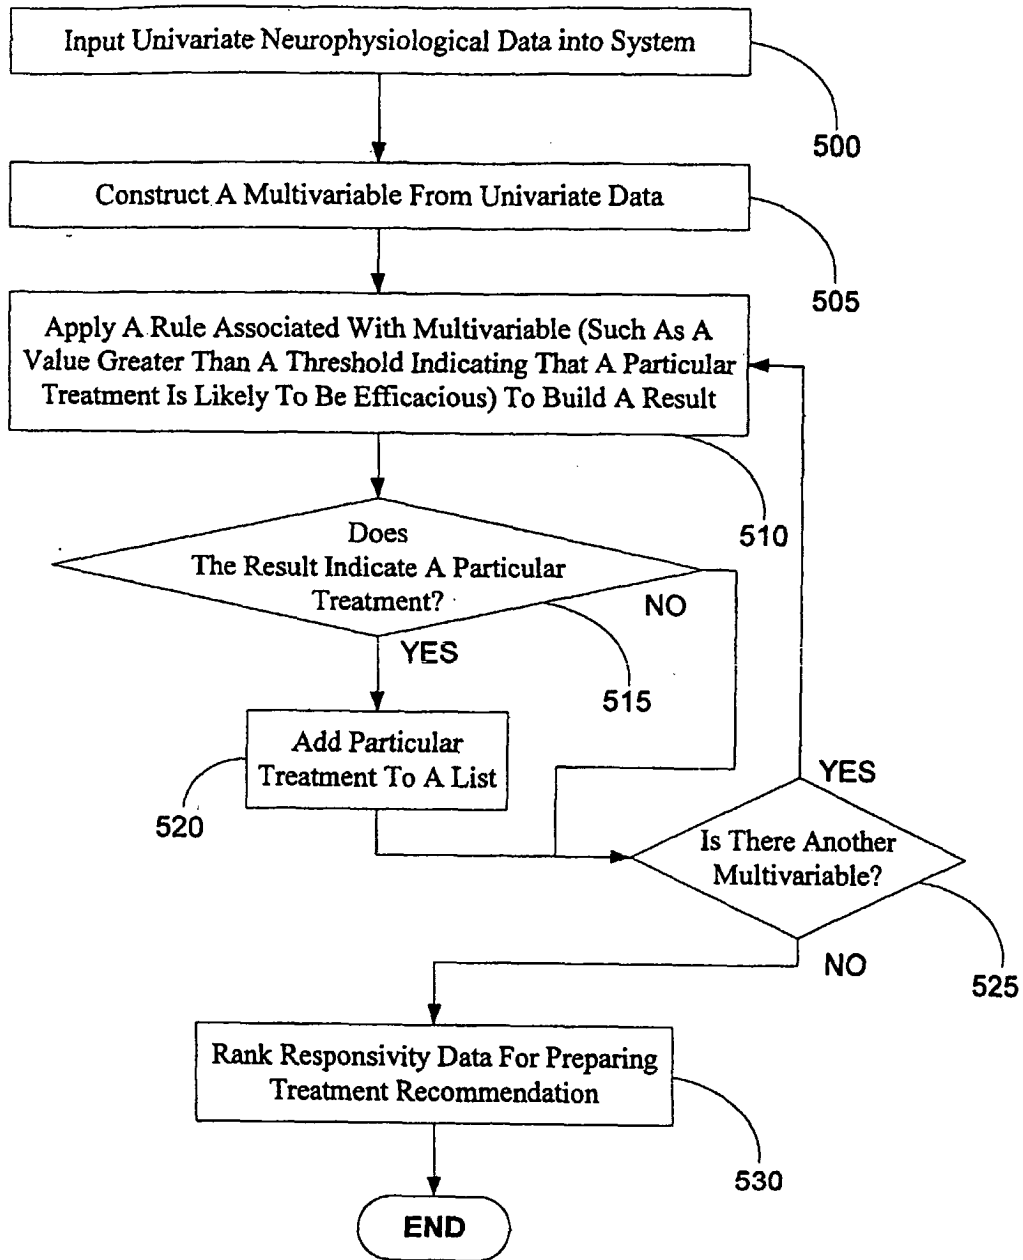 Input Univariate Neurophysiological Data into System
500
Construct A Multivariable From Univariate Data
505
Apply A Rule Associated With Multivariable (Such As A
Value Greater Than A Threshold Indicating That A Particular
Treatment Is Likely To Be Efficacious) To Build A Result
510
Does
The Result Indicate A Particular
Treatment?
NO
YES
515
Add Particular
Treatment To A List
520
YES
Is There Another
Multivariable?
NO
525
Rank Responsivity Data For Preparing
Treatment Recommendation
530
END